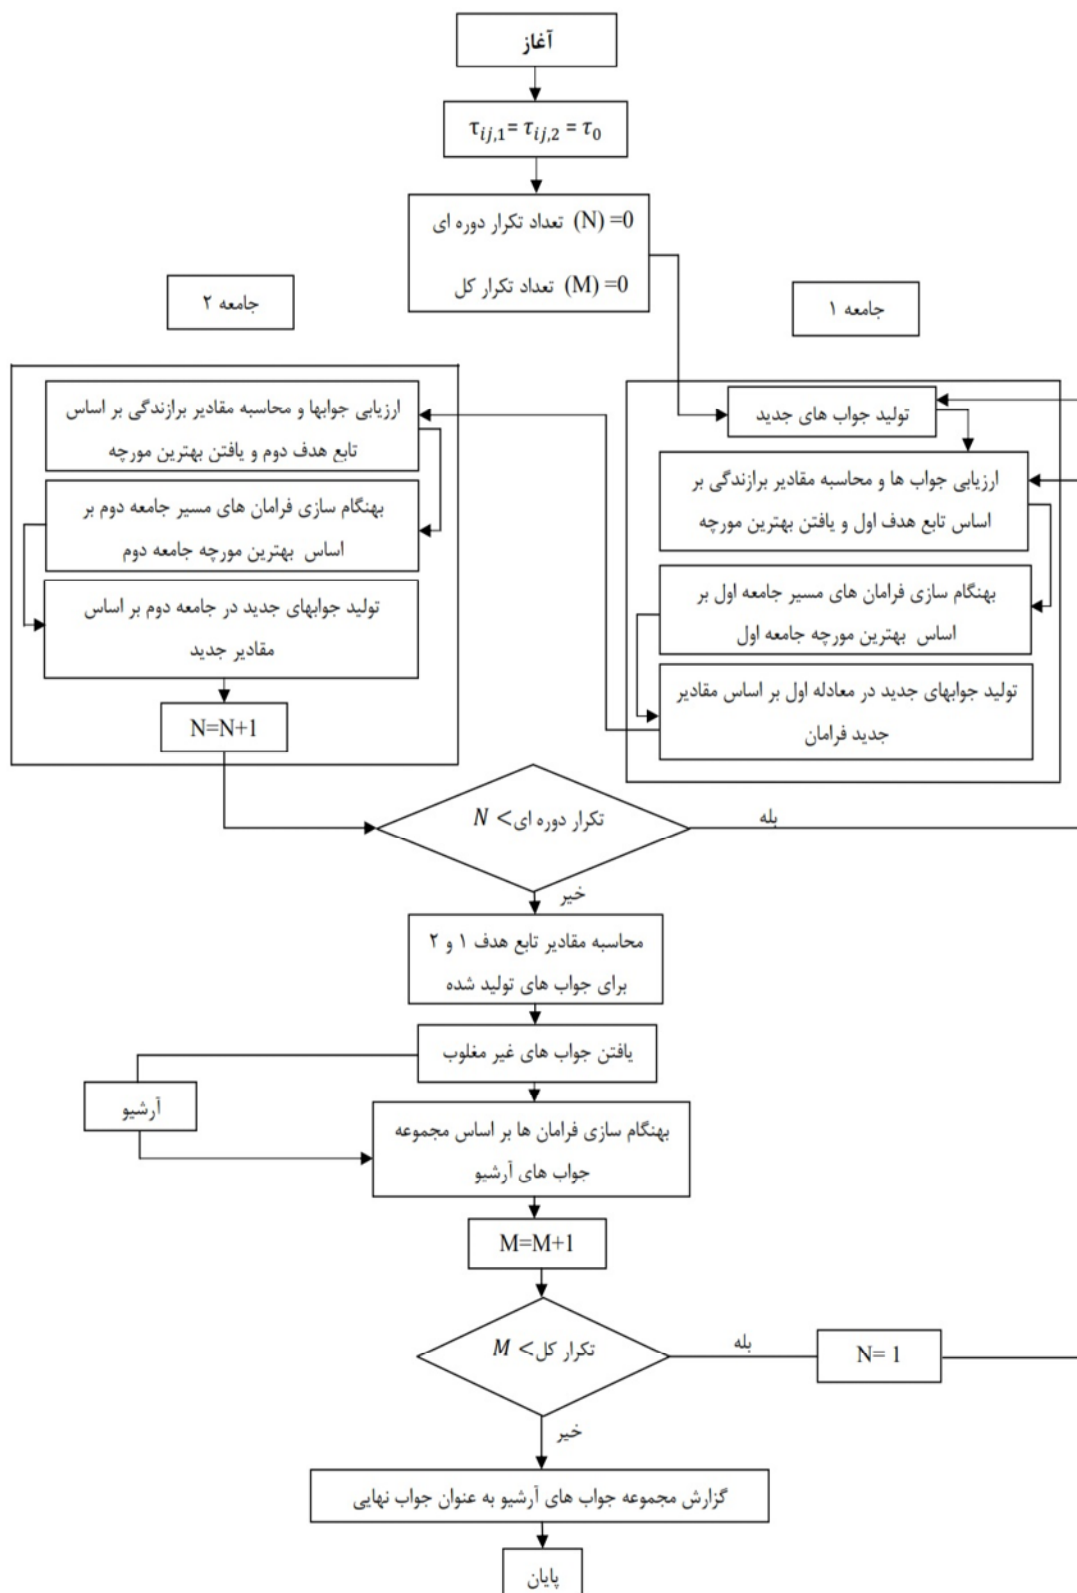 آغاز
τij,1= τij,2 = τ0
تعداد تکرار دوره ای (N) =0
تعداد تکرار کل (M) =0
جامعه ۱
تولید جواب های جدید
ارزیابی جواب ها و محاسبه مقادیر برازندگی بر
اساس تابع هدف اول و یافتن بهترین مورچه
بهنگام سازی فرامان های مسیر جامعه اول بر
اساس بهترین مورچه جامعه اول
تولید جوابهای جدید در معادله اول بر اساس مقادیر
جدید فرامان
جامعه ۲
ارزیابی جوابها و محاسبه مقادیر برازندگی بر اساس
تابع هدف دوم و یافتن بهترین مورچه
بهنگام سازی فرامان های مسیر جامعه دوم بر
اساس بهترین مورچه جامعه دوم
تولید جوابهای جدید در جامعه دوم بر اساس
مقادیر جدید
N=N+1
تکرار دوره ای> N
بله
خیر
محاسبه مقادیر تابع هدف ۱ و ۲
برای جواب های تولید شده
یافتن جواب های غیر مغلوب
آرشیو
بهنگام سازی فرامان ها بر اساس مجموعه
جواب های آرشیو
M=M+1
تکرار کل> M
بله
N= 1
خیر
گزارش مجموعه جواب های آرشیو به عنوان جواب نهایی
پایان